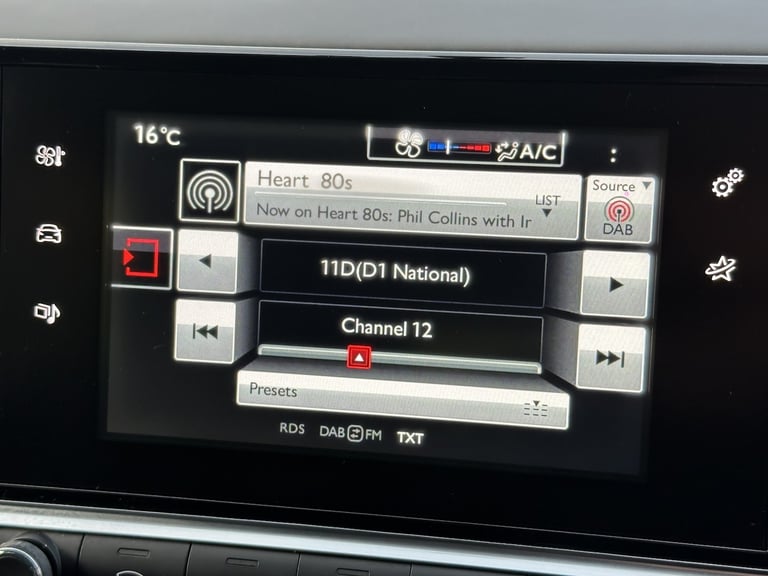 16°C
A/C
:
Heart 80s
LIST
Now on Heart 80s: Phil Collins with Ir
Source
DAB
11D(D1 National)
Channel 12
Presets
RDS DAB FM TXT